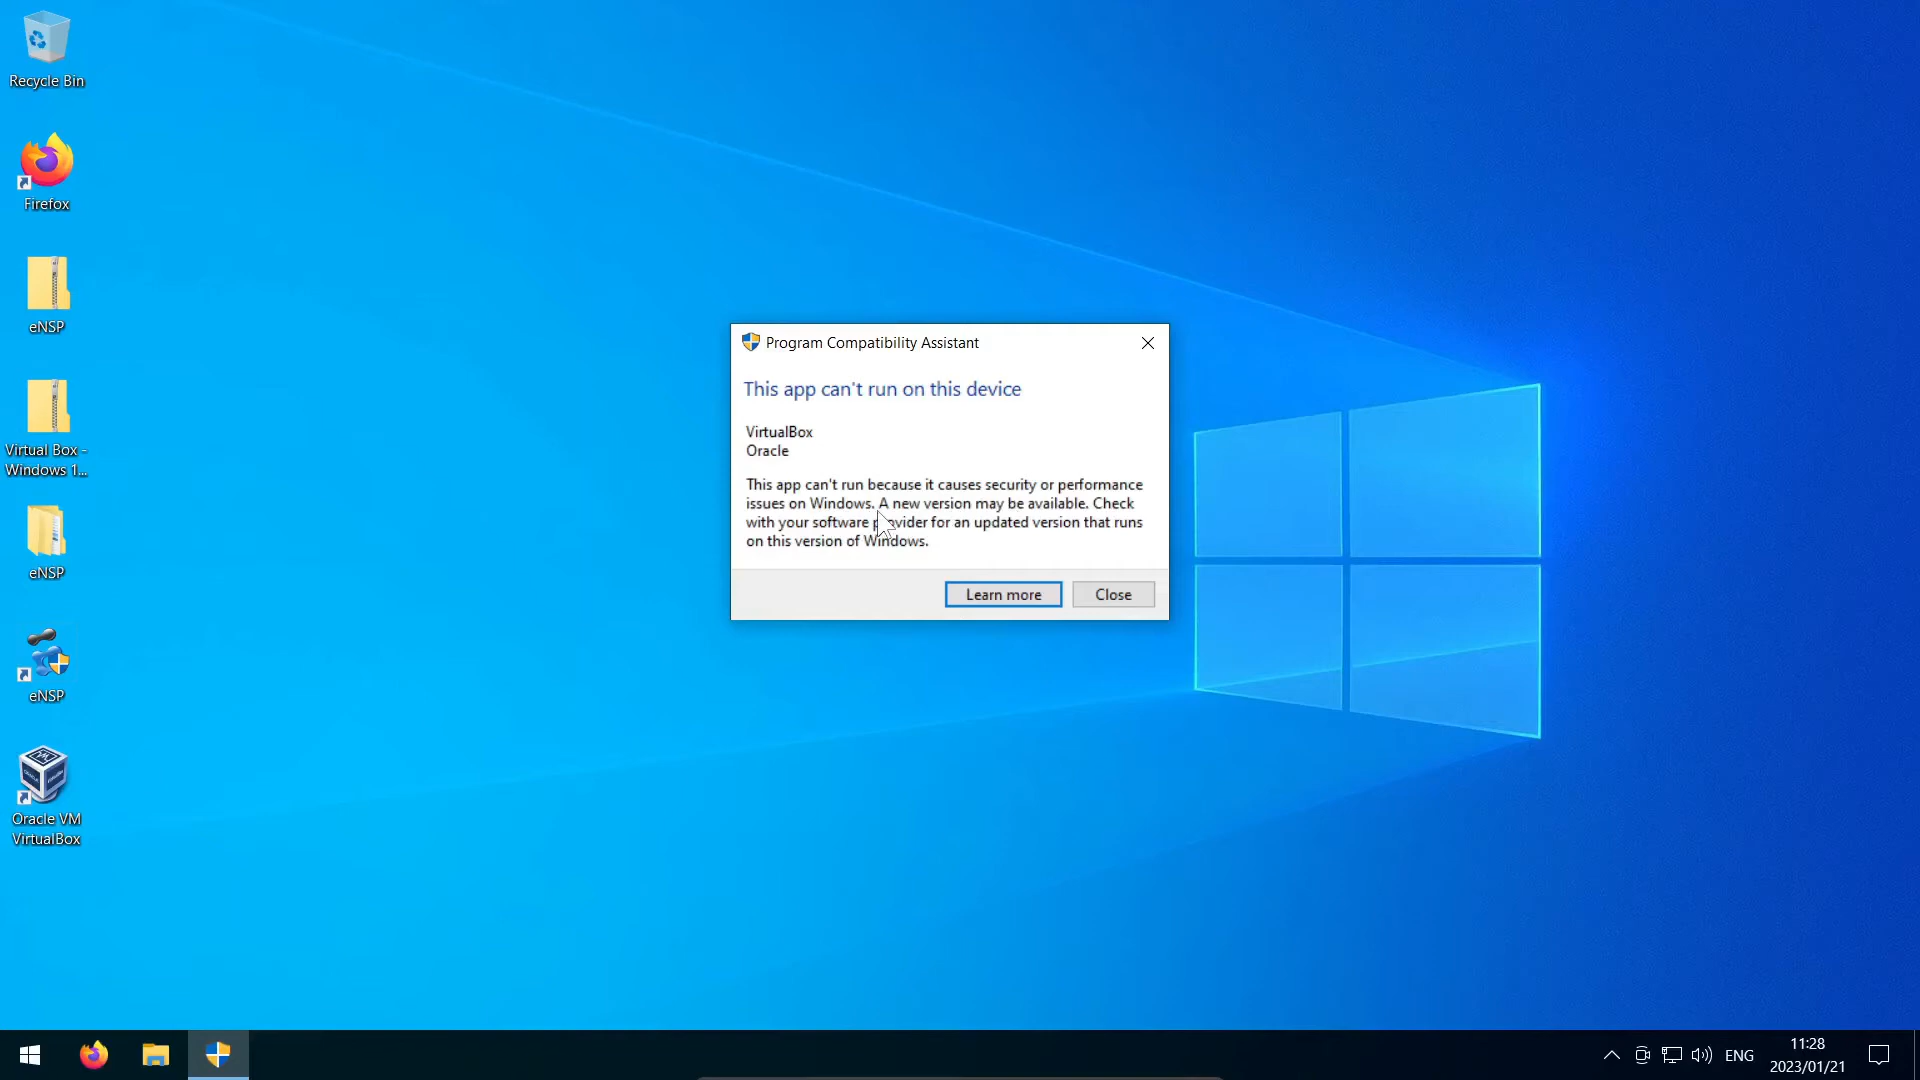 Recycle Bin
Firefox
eNSP
Virtual Box -
Windows 1...
eNSP
eNSP
Oracle VM
VirtualBox
Program Compatibility Assistant
This app can't run on this device
VirtualBox
Oracle
This app can't run because it causes security or performance
issues on Windows. A new version may be available. Check
with your software provider for an updated version that runs
on this version of Windows.
Learn more
Close
ENG
11:28
2023/01/21